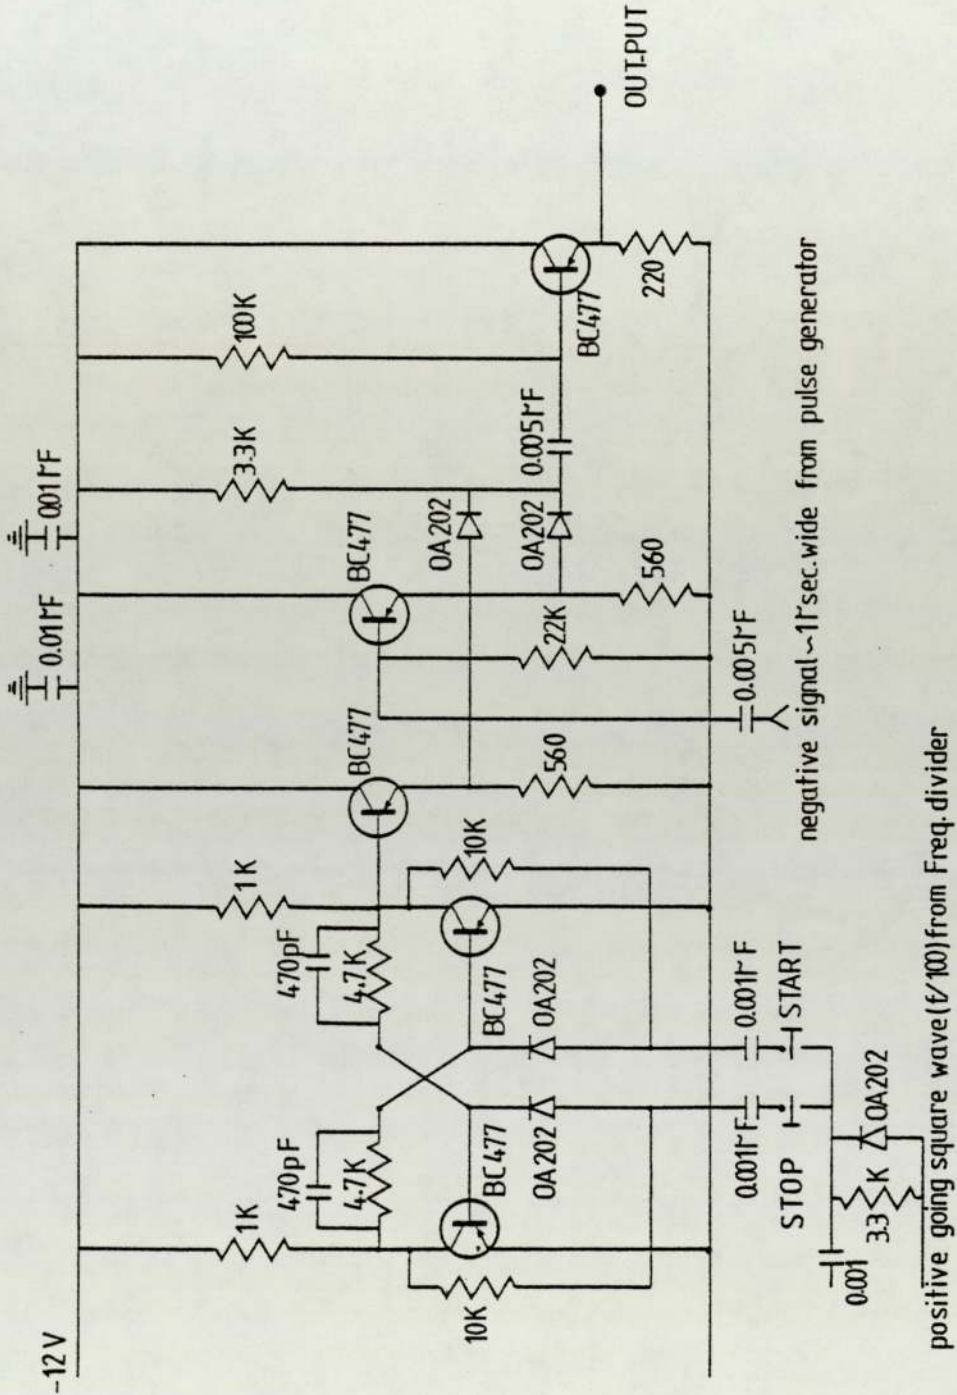 -12V
0.01µF
0.01µF
1K
1K
3.3K
100K
470pF
4.7K
470pF
4.7K
BC477
BC477
OA202
0.005µF
OA202
10K
BC477
BC477
10K
22K
BC477
OA202
OA202
560
560
220
OUTPUT
0.001µF
0.001µF
0.005µF
STOP
START
negative signal ~1µsec. wide from pulse generator
0.001
3.3K
OA202
positive going square wave (f/100) from Freq. divider